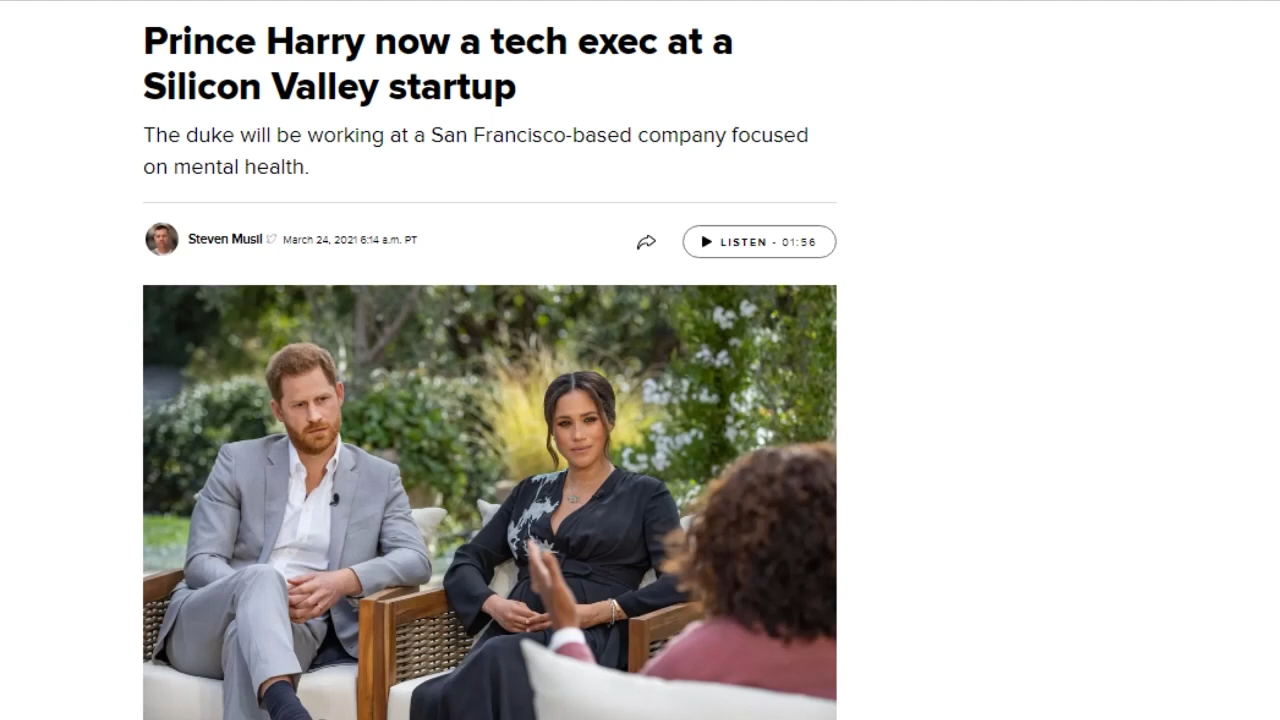 Prince Harry now a tech exec at a
Silicon Valley startup
The duke will be working at a San Francisco-based company focused
on mental health.
Steven Musil March 24, 2021 6:14 a.m. PT
LISTEN - 01:56